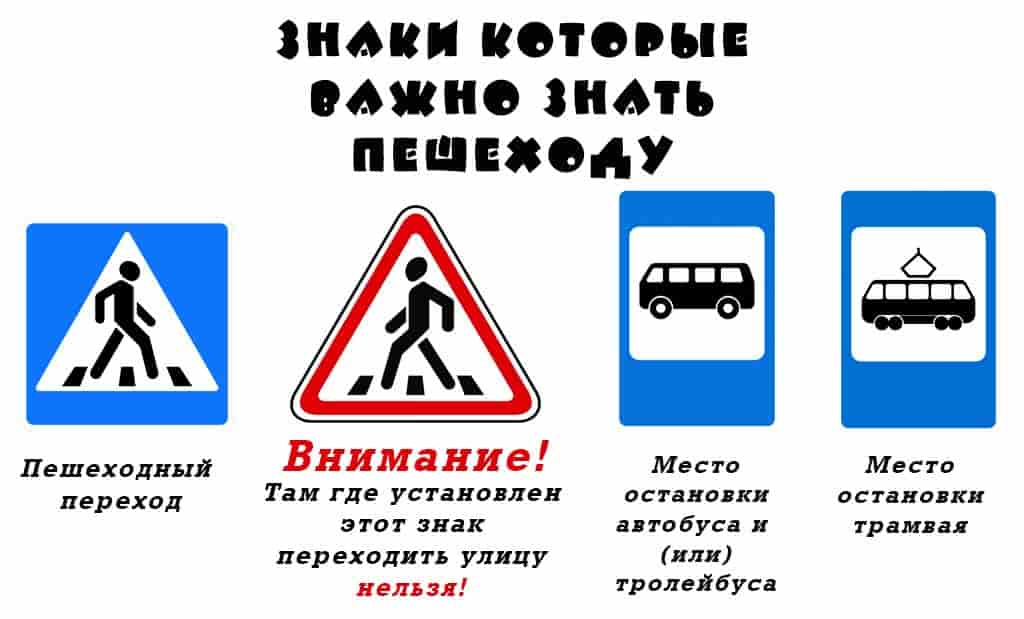 ЗНАКИ КОТОРЫЕ
ВАЖНО ЗНАТЬ
ПЕШЕХОДУ
Пешеходный
переход
Внимание!
Там где установлен
этот знак
переходить улицу
нельзя!
Место
остановки
автобуса и
(или)
тролейбуса
Место
остановки
трамвая